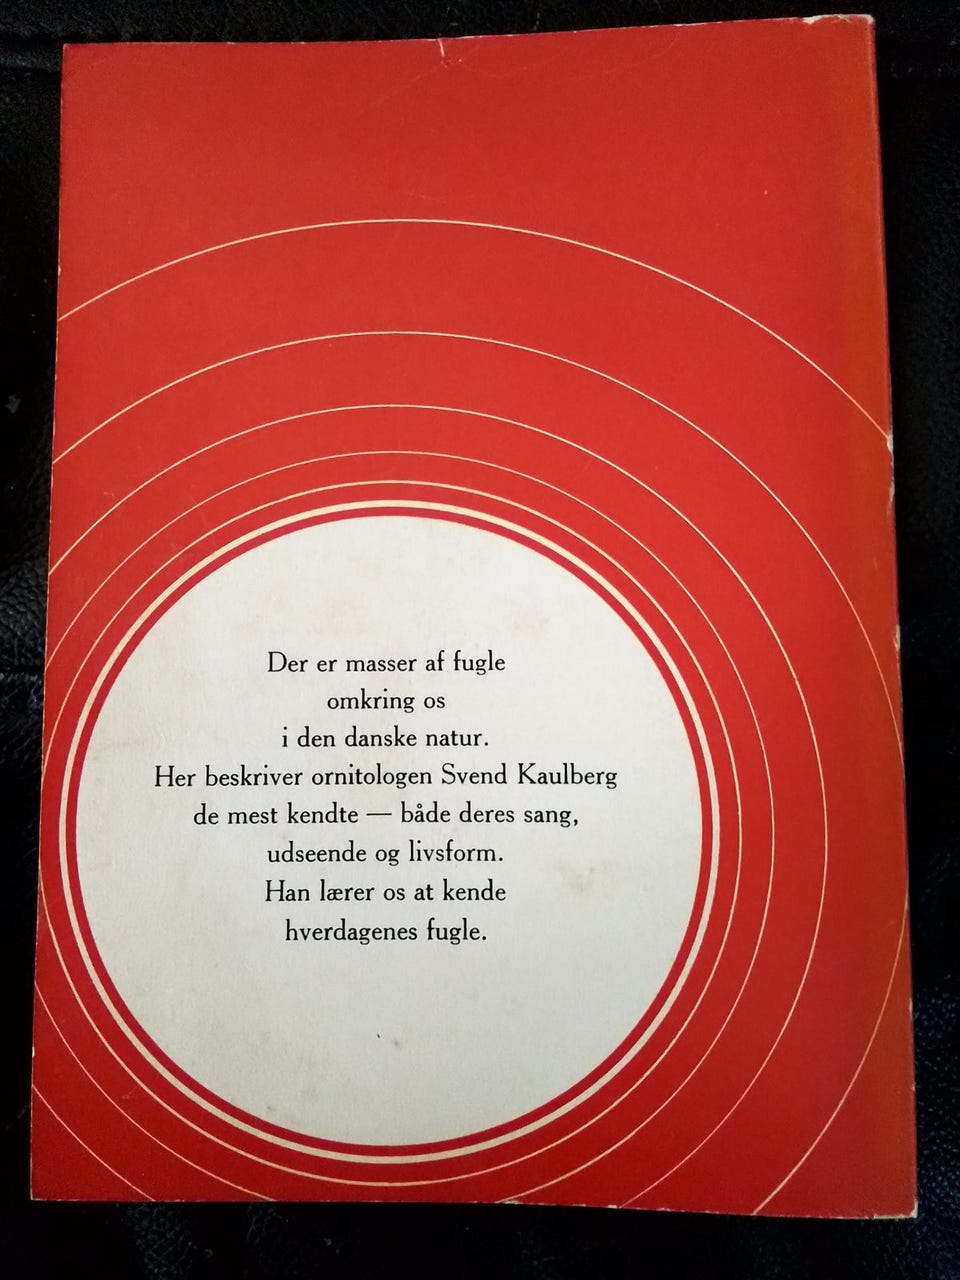 Der er masser af fugle
omkring os
i den danske natur.
Her beskriver ornitologen Svend Kaulberg
de mest kendte — både deres sang,
udseende og livsform.
Han lærer os at kende
hverdagenes fugle.